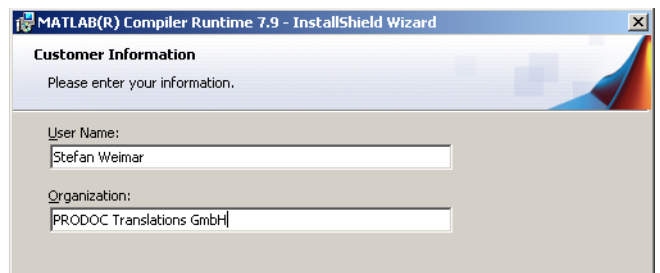 MATLAB(R) Compiler Runtime 7.9 - InstallShield Wizard
Customer Information
Please enter your information.
User Name:
Stefan Weimar
Organization:
PRODOC Translations GmbH